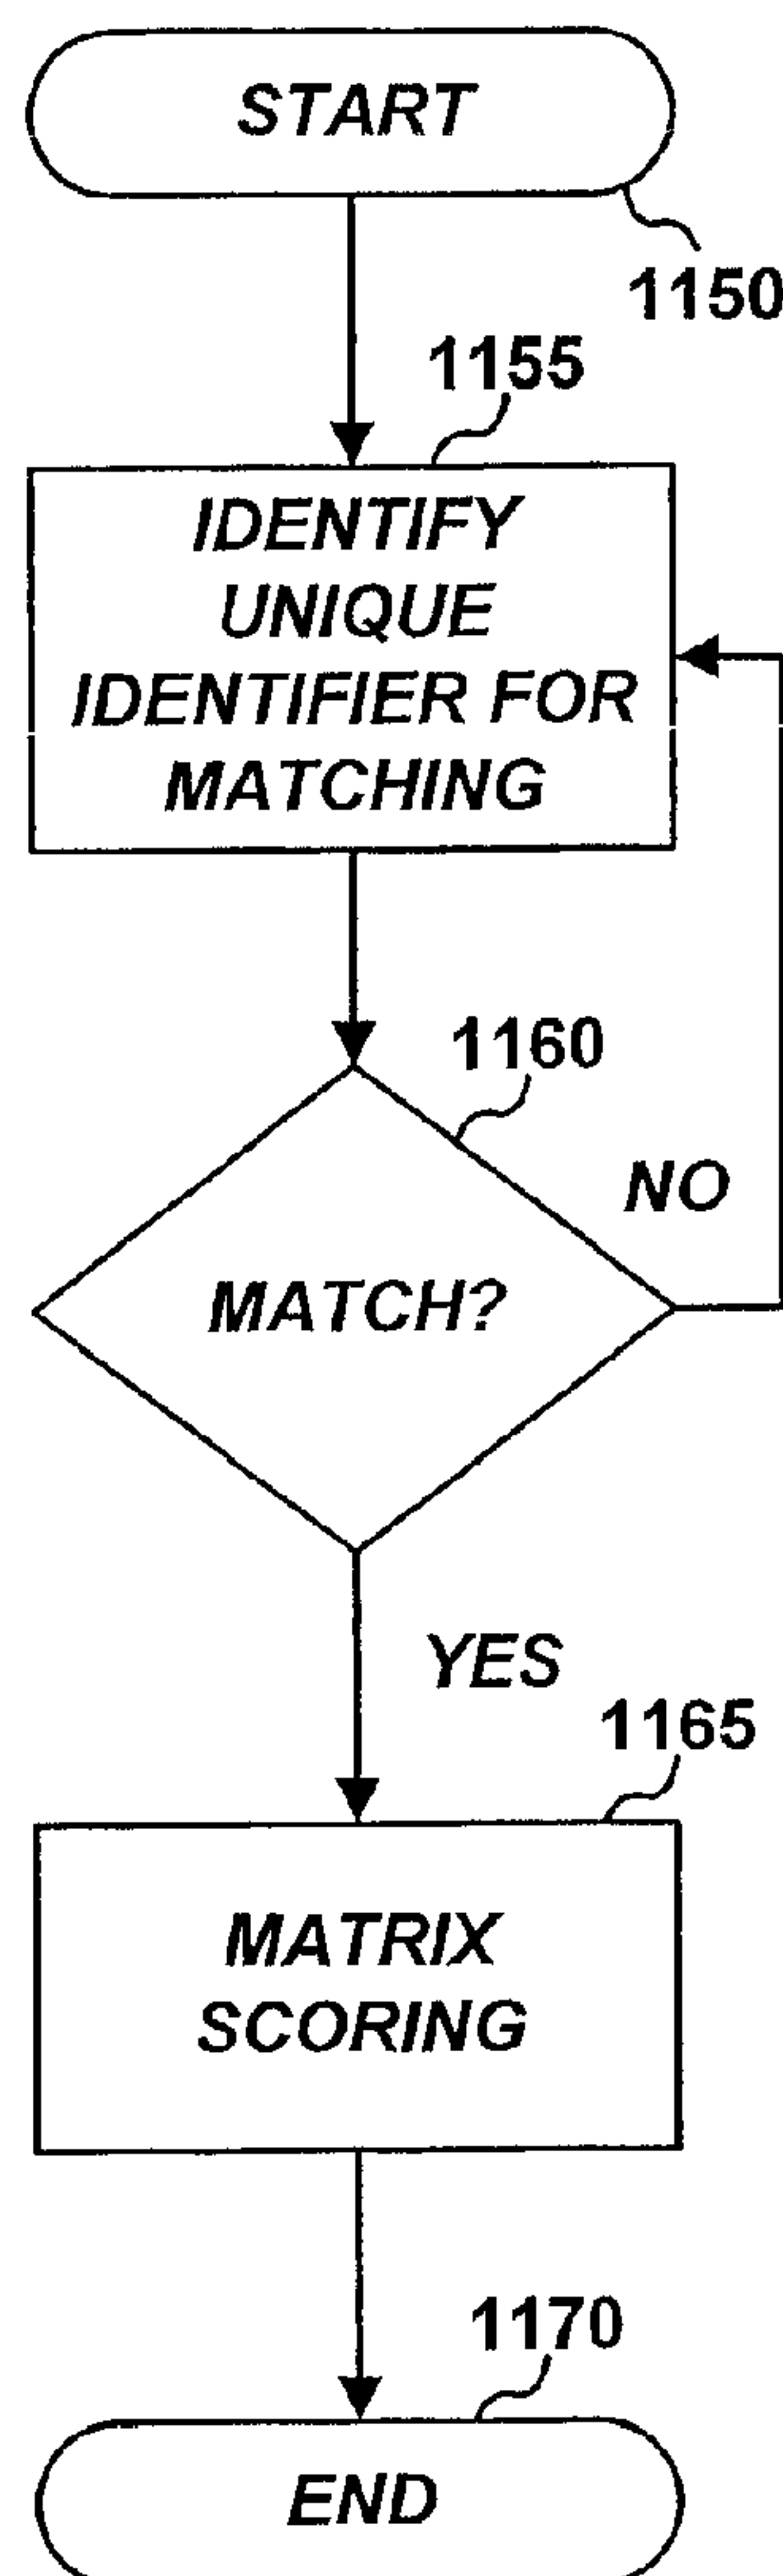 START
1150
1155
IDENTIFY
UNIQUE
IDENTIFIER FOR
MATCHING
1160
NO
MATCH?
YES
1165
MATRIX
SCORING
1170
END